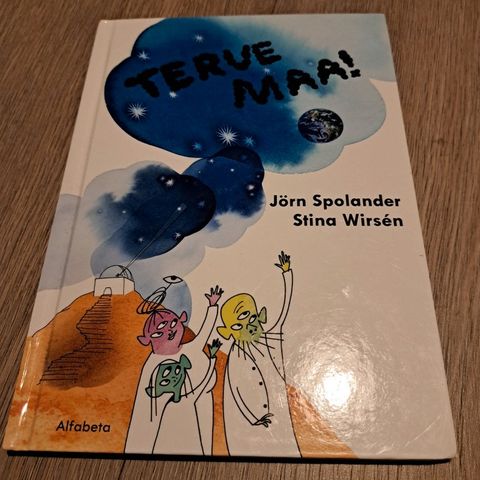 TERVE
MAA!
Jörn Spolander
Stina Wirsén
Alfabeta